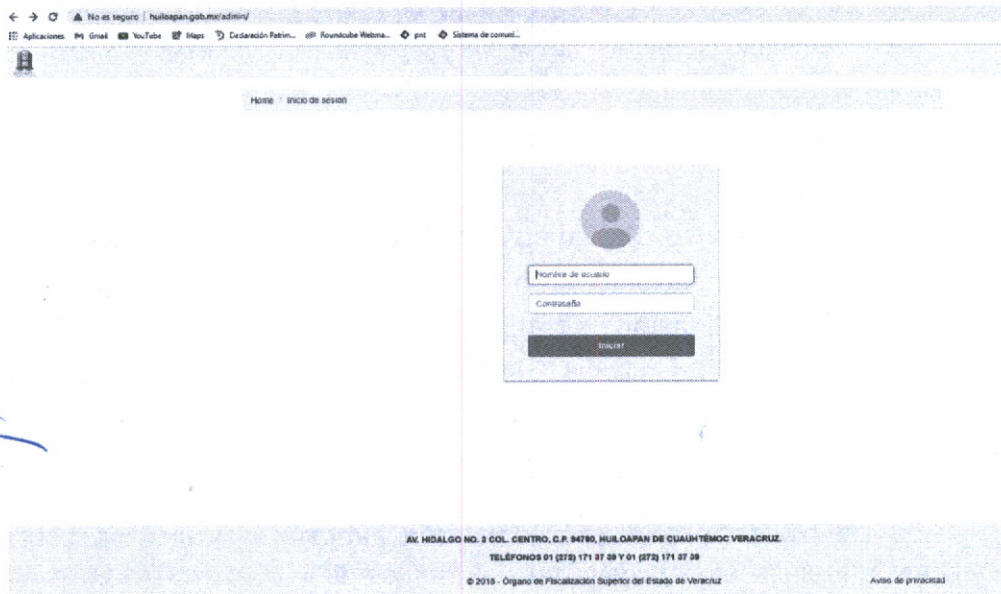 No es seguro | huiloapan.gob.mx/admin/
Aplicaciones Gmail YouTube Maps Declaración Patrim... Roundcube Webma... pnt Sistema de comuni...
Home Inicio de sesión
Nombre de usuario
Contraseña
Iniciar
AV. HIDALGO NO. 2 COL. CENTRO, C.P. 94780, HUILOAPAN DE CUAUHTÉMOC VERACRUZ.
TELÉFONOS 01 (272) 171 37 39 Y 01 (272) 171 37 39
© 2018 - Órgano de Fiscalización Superior del Estado de Veracruz
Aviso de privacidad